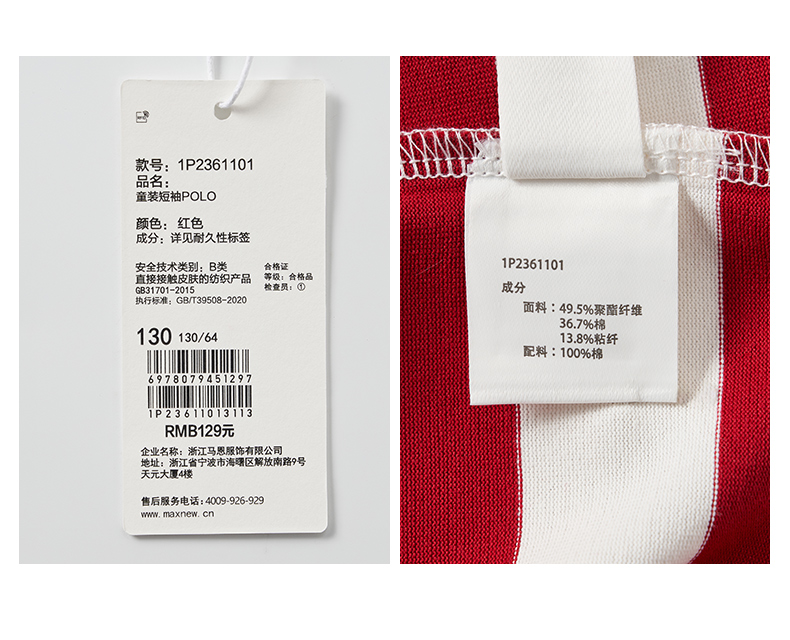 款号：1P2361101
品名：
童装短袖POLO
颜色：红色
成分：详见耐久性标签
安全技术类别：B类
直接接触皮肤的纺织产品
GB31701-2015
执行标准：GB/T39508-2020
合格证
等级：合格品
检查员：①
130 130/64
6978079451297
1P23611013113
RMB129元
企业名称：浙江马恩服饰有限公司
地址：浙江省宁波市海曙区解放南路9号
天元大厦4楼
售后服务电话：4009-926-929
www.maxnew.cn
1P2361101
成分
面料：49.5%聚酯纤维
36.7%棉
13.8%粘纤
配料：100%棉